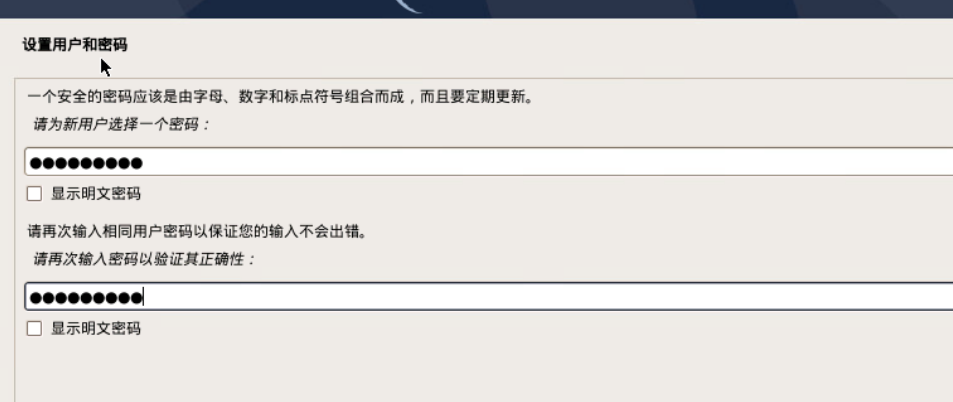 设置用户和密码
一个安全的密码应该是由字母、数字和标点符号组合而成，而且要定期更新。
请为新用户选择一个密码：
●●●●●●●●●
显示明文密码
请再次输入相同用户密码以保证您的输入不会出错。
请再次输入密码以验证其正确性：
●●●●●●●●●
显示明文密码